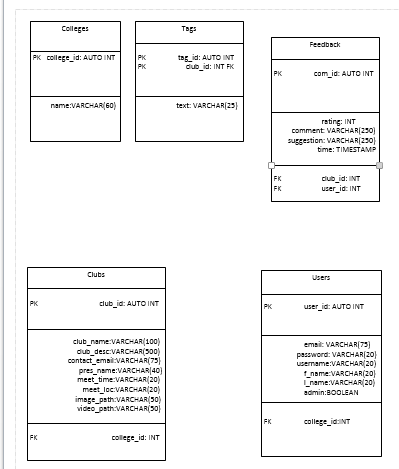 Colleges
PK college_id: AUTO INT
name:VARCHAR(60)
Tags
PK tag_id: AUTO INT
PK club_id: INT FK
text: VARCHAR(25)
Feedback
PK com_id: AUTO INT
rating: INT
comment: VARCHAR(250)
suggestion: VARCHAR(250)
time: TIMESTAMP
FK club_id: INT
FK user_id: INT
Clubs
PK club_id: AUTO INT
club_name:VARCHAR(100)
club_desc:VARCHAR(500)
contact_email:VARCHAR(75)
pres_name:VARCHAR(40)
meet_time:VARCHAR(20)
meet_loc:VARCHAR(20)
image_path:VARCHAR(50)
video_path:VARCHAR(50)
FK college_id: INT
Users
PK user_id: AUTO INT
email: VARCHAR(75)
password: VARCHAR(20)
username:VARCHAR(20)
f_name:VARCHAR(20)
l_name:VARCHAR(20)
admin:BOOLEAN
FK college_id:INT